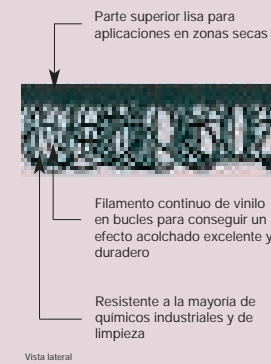 Parte superior lisa para
aplicaciones en zonas secas
Filamento continuo de vinilo
en bucles para conseguir un
efecto acolchado excelente y
duradero
Resistente a la mayoría de
químicos industriales y de
limpieza
Vista lateral